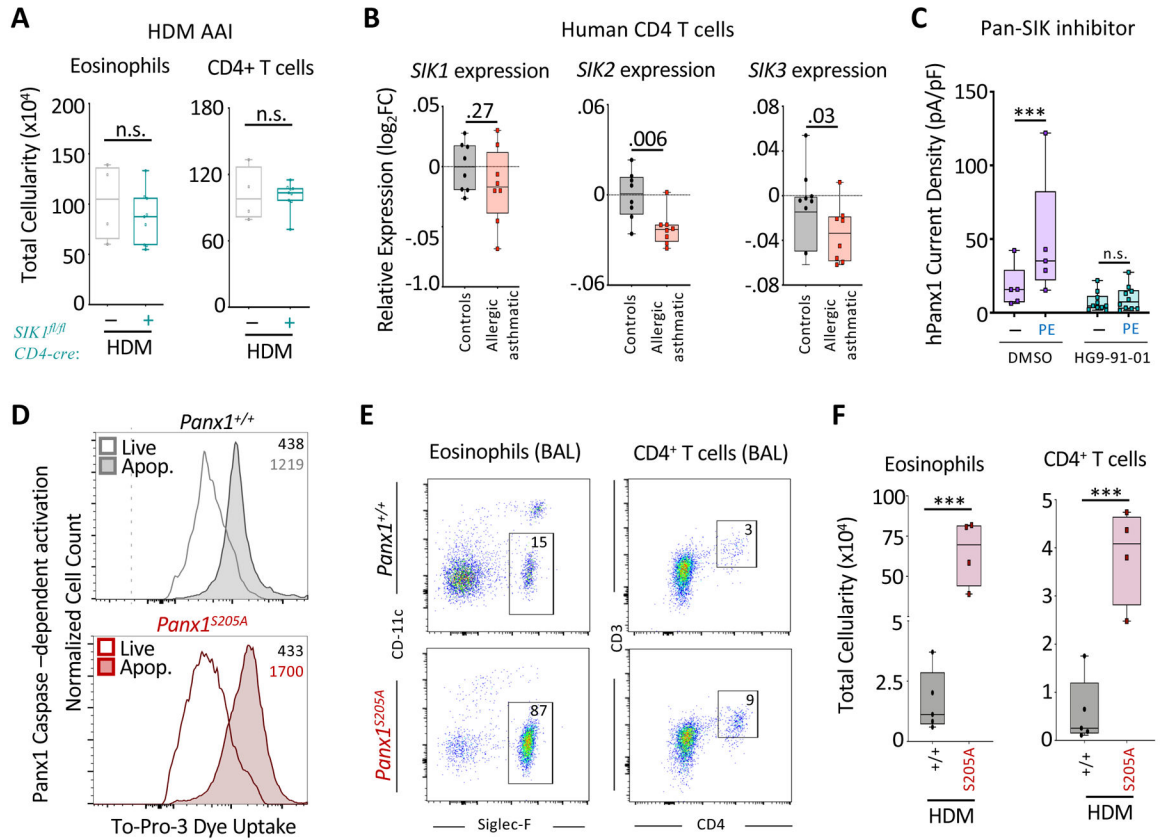 A
HDM AAI
Eosinophils
CD4+ T cells
Total Cellularity (x10⁴)
200
150
100
50
0
n.s.
180
120
60
0
n.s.
SIK1fl/fl
CD4-cre:
– +
HDM
– +
HDM
B
Human CD4 T cells
SIK1 expression
SIK2 expression
SIK3 expression
Relative Expression (log₂FC)
.05
0
-.05
-1.0
.27
Controls
Allergic
asthmatic
.06
0
-.06
.006
Controls
Allergic
asthmatic
.08
.04
0
-.04
-.08
.03
Controls
Allergic
asthmatic
C
Pan-SIK inhibitor
hPanx1 Current Density (pA/pF)
150
100
50
0
***
n.s.
– PE – PE
DMSO
HG9-91-01
D
Panx1 Caspase –dependent activation
Normalized Cell Count
Panx1+/+
Live
Apop.
438
1219
Panx1S205A
Live
Apop.
433
1700
To-Pro-3 Dye Uptake
E
Eosinophils (BAL)
CD4⁺ T cells (BAL)
Panx1+/+
15
3
CD-11c
CD3
Panx1S205A
87
9
Siglec-F
CD4
F
Eosinophils
CD4⁺ T cells
Total Cellularity (x10⁴)
100
75
50
5
2.5
0
***
+/+
S205A
HDM
5
4
3
2
1
0
***
+/+
S205A
HDM